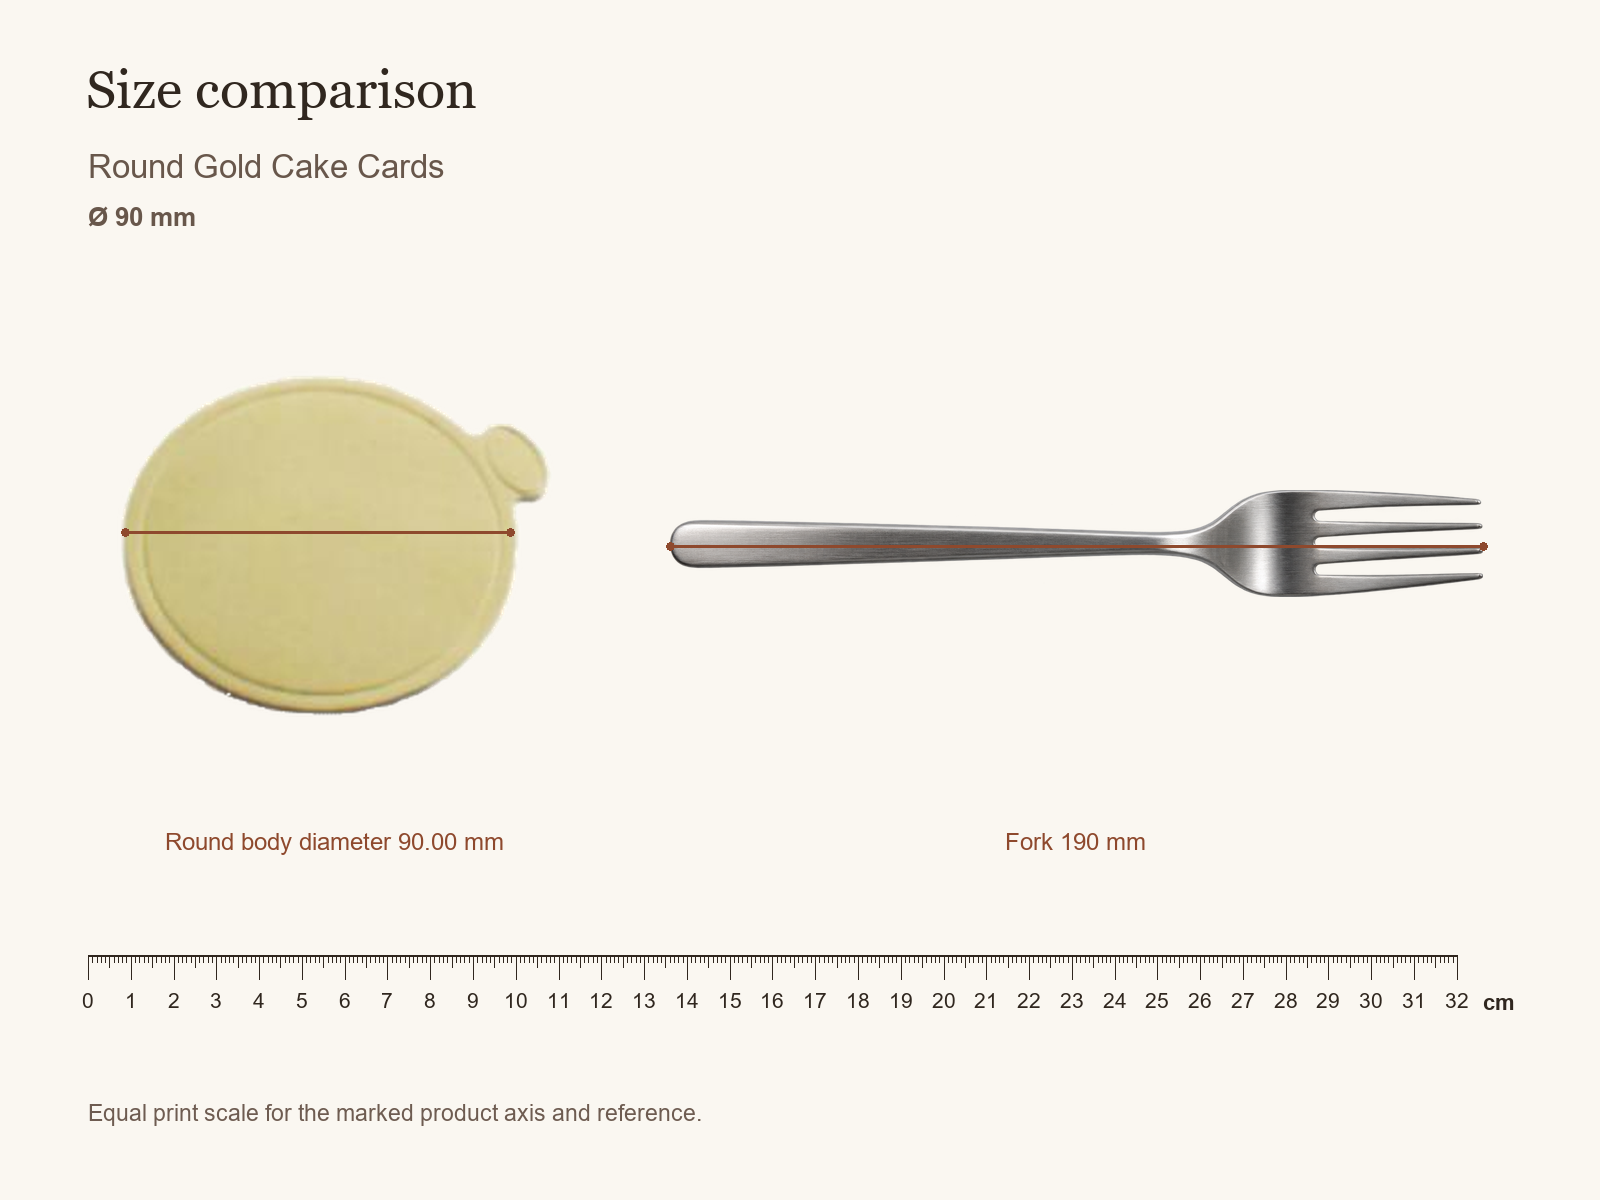 Size comparison
Round Gold Cake Cards
Ø 90 mm
Round body diameter 90.00 mm
Fork 190 mm
0 1 2 3 4 5 6 7 8 9 10 11 12 13 14 15 16 17 18 19 20 21 22 23 24 25 26 27 28 29 30 31 32 cm
Equal print scale for the marked product axis and reference.